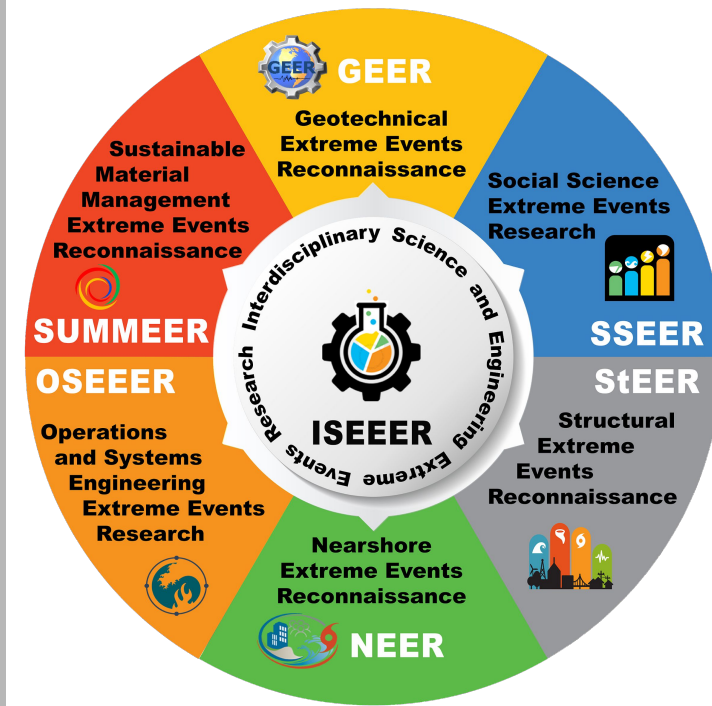 GEER
GEER
Geotechnical
Extreme Events
Reconnaissance
Social Science
Extreme Events
Research
SSEER
StEER
Structural
Extreme
Events
Reconnaissance
Nearshore
Extreme Events
Reconnaissance
NEER
OSEEER
Operations
and Systems
Engineering
Extreme Events
Research
Sustainable
Material
Management
Extreme Events
Reconnaissance
SUMMEER
Interdisciplinary Science and Engineering Extreme Events Research
ISEEER